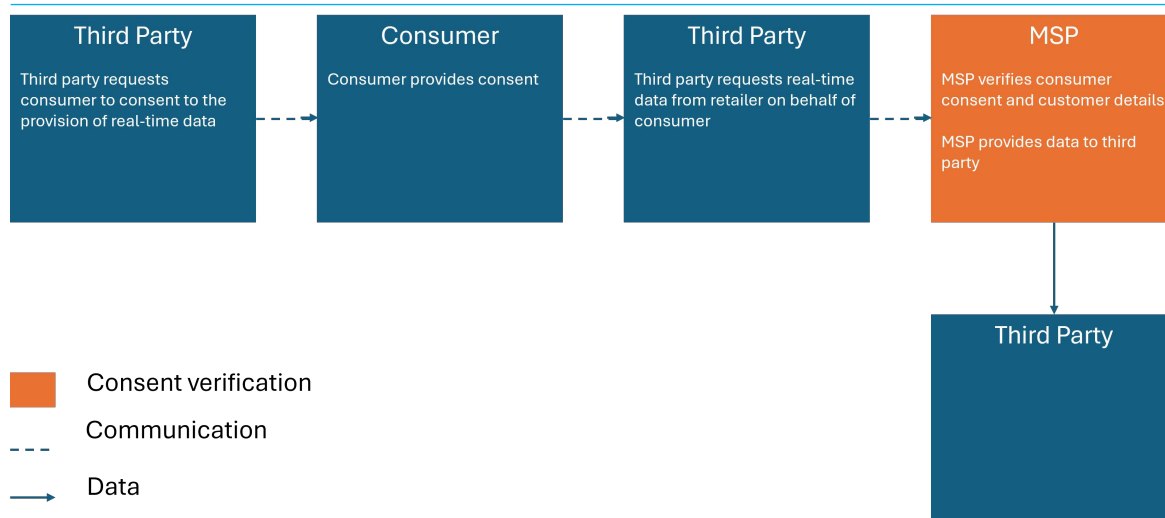 Third Party
Third party requests
consumer to consent to the
provision of real-time data
Consumer
Consumer provides consent
Third Party
Third party requests real-time
data from retailer on behalf of
consumer
MSP
MSP verifies consumer
consent and customer details
MSP provides data to third
party
Third Party
Consent verification
Communication
Data